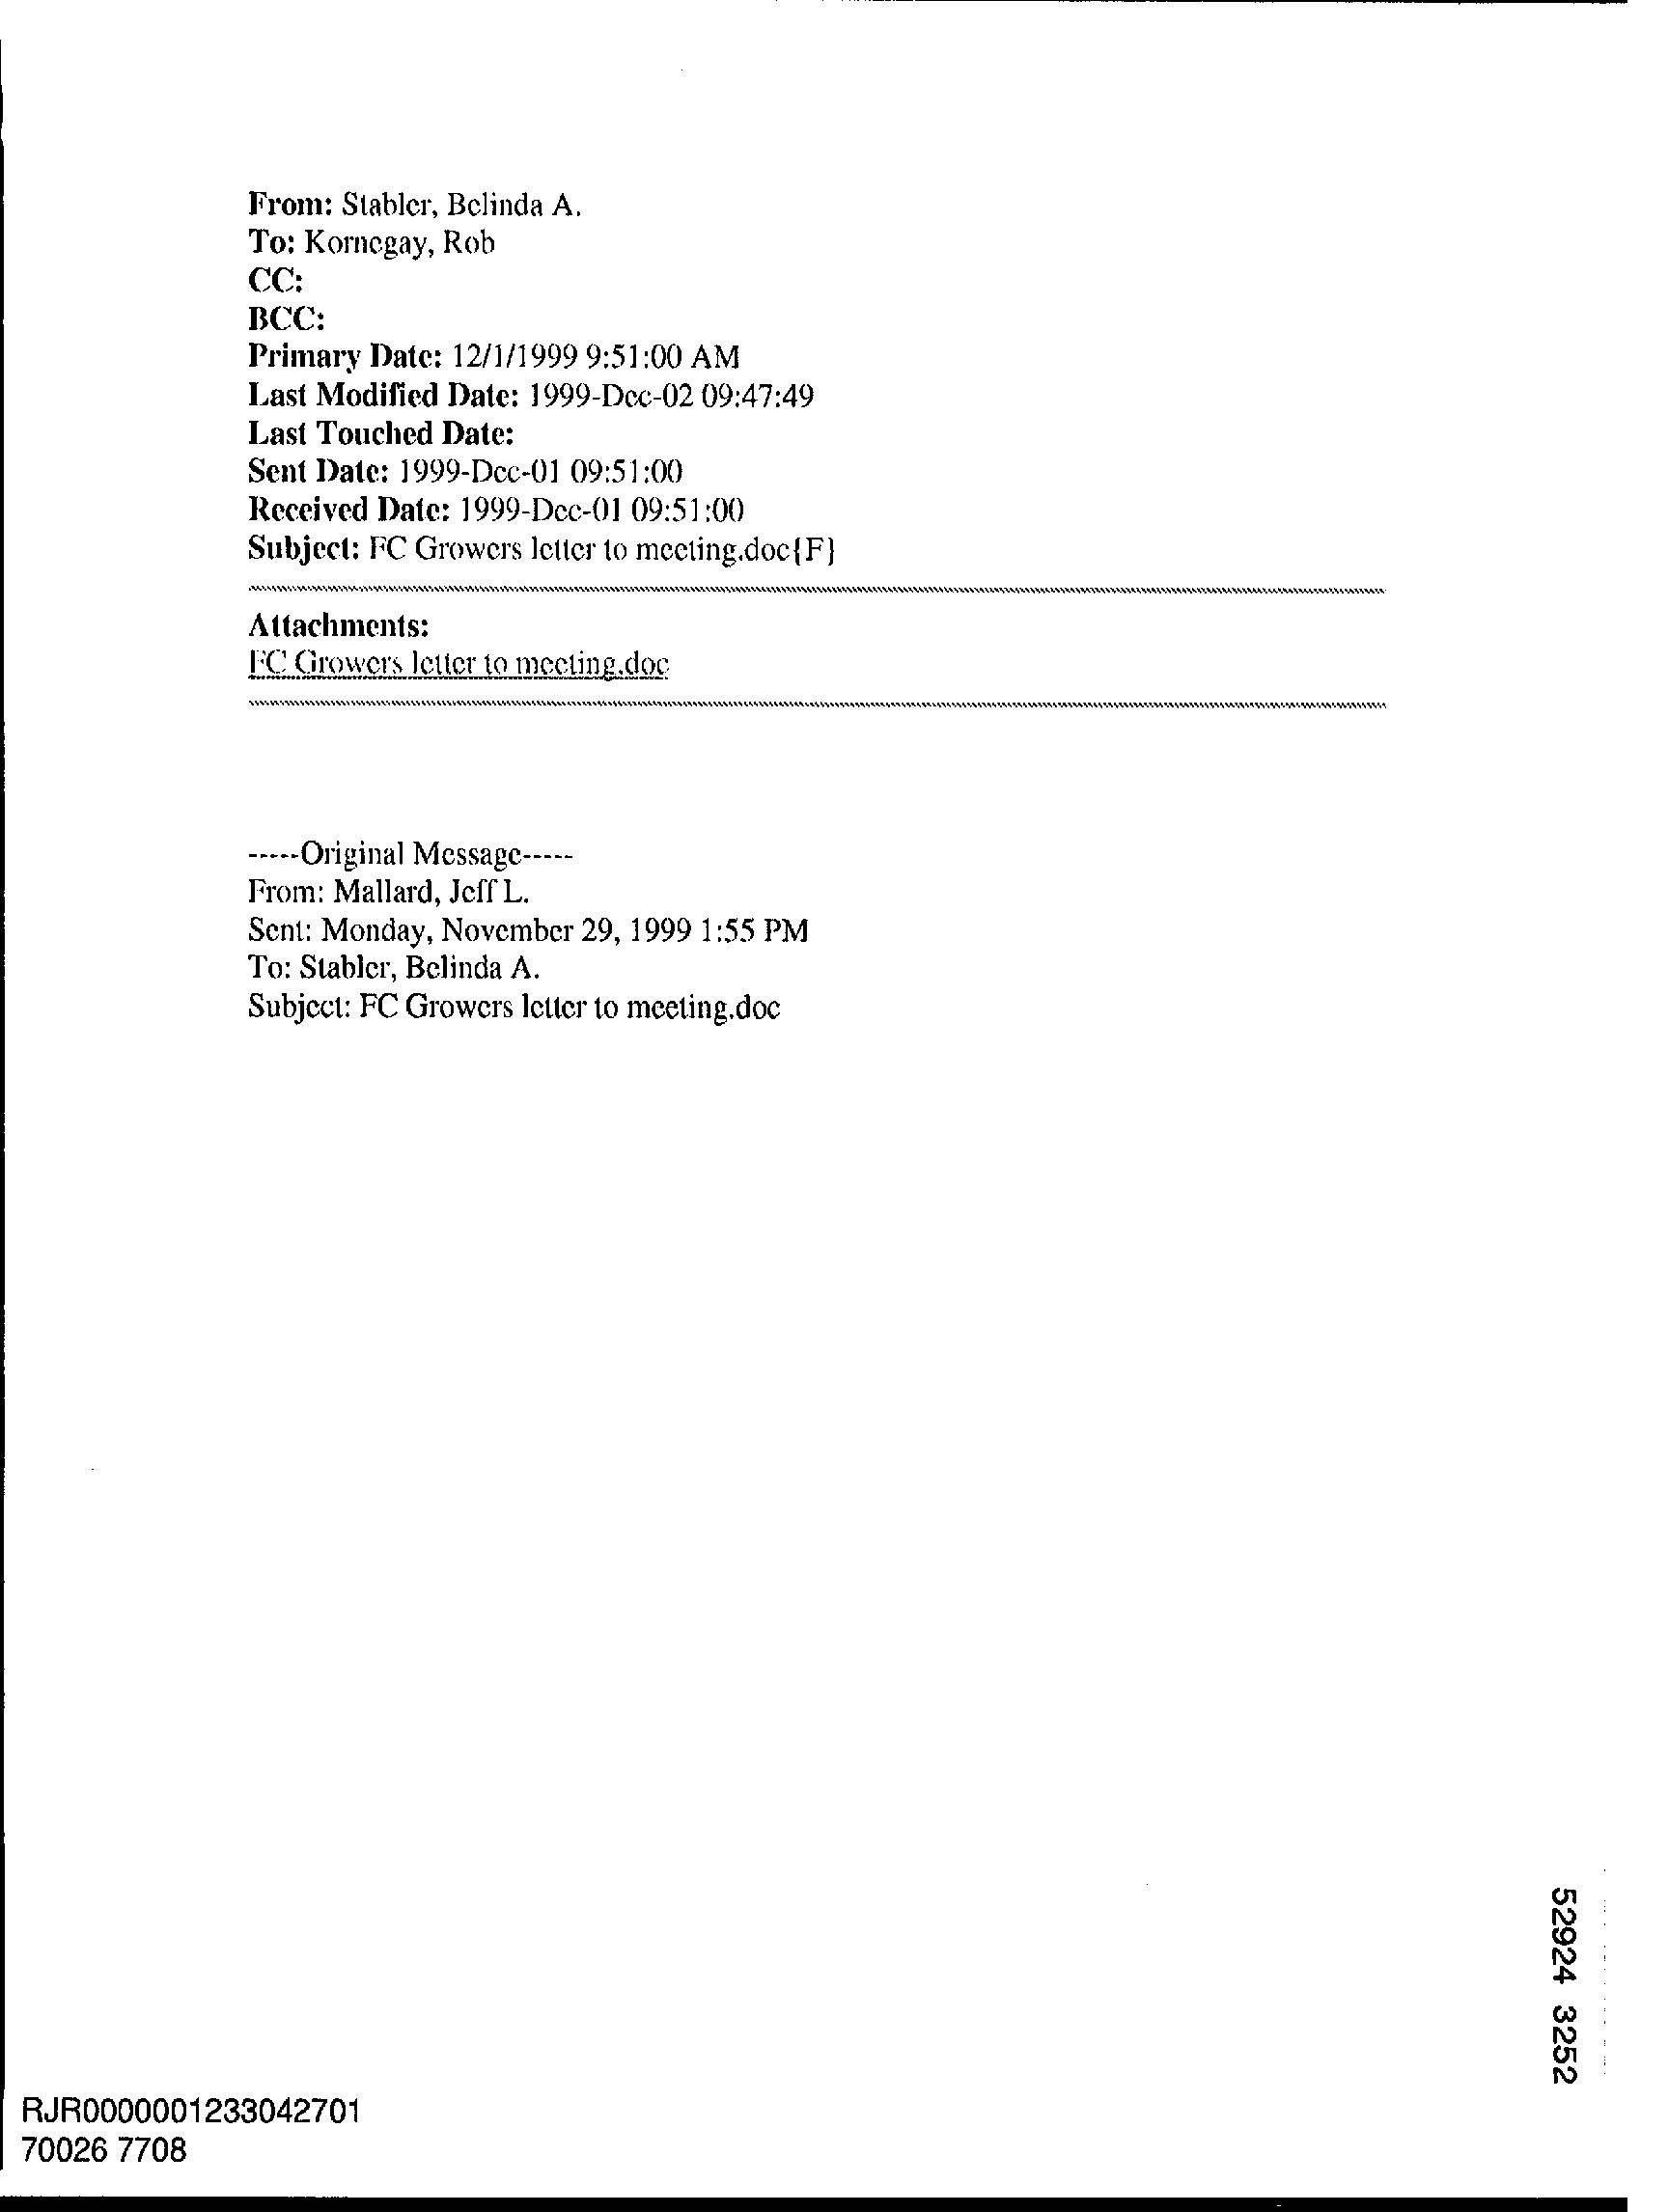 From: Stabler, Belinda A.
To: Kornegay, Rob
CC:
BCC:
Primary Date: 12/1/1999 9:51:00 AM
Last Modified Date: 1999-Dec-02 09:47:49
Last Touched Date:
Sent Date: 1999-Dec-01 09:51:00
Received Date: 1999-Dec-01 09:51:00
Subject: FC Growers letter to meeting.doc{F}
Attachments:
FC Growers letter to meeting.doc
-----Original Message-----
From: Mallard, Jeff L.
Sent: Monday, November 29, 1999 1:55 PM
To: Stabler, Belinda A.
Subject: FC Growers letter to meeting.doc
52924 3252
RJR0000001233042701
70026 7708